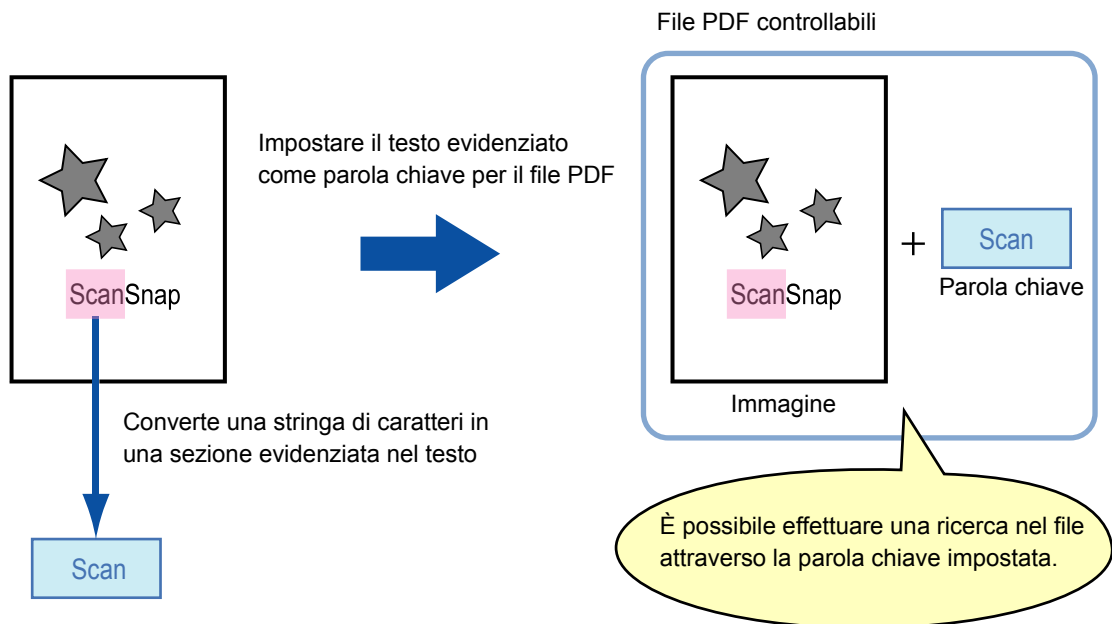 File PDF controllabili
Impostare il testo evidenziato
come parola chiave per il file PDF
ScanSnap
Converte una stringa di caratteri in
una sezione evidenziata nel testo
Scan
ScanSnap
+
Scan
Parola chiave
Immagine
È possibile effettuare una ricerca nel file
attraverso la parola chiave impostata.